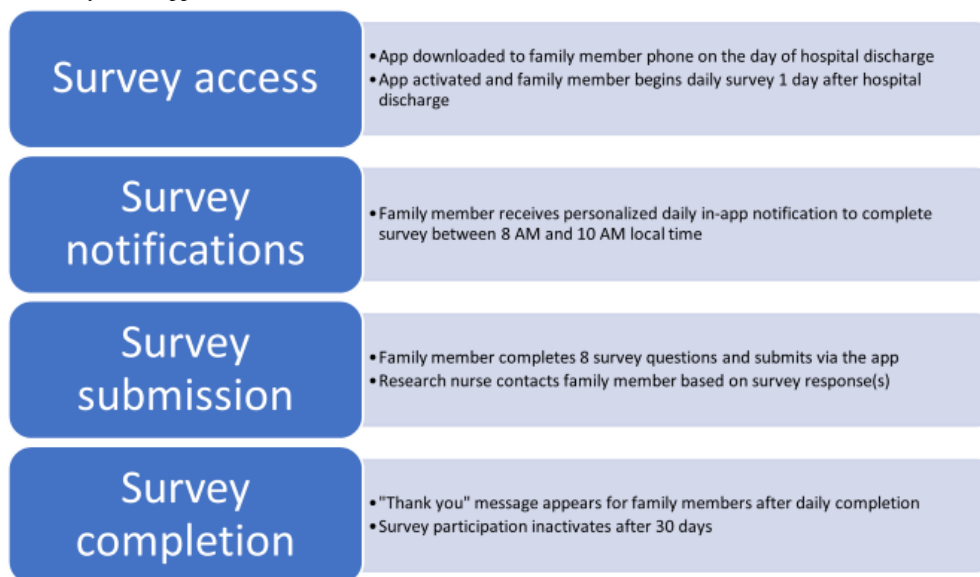 Survey access
• App downloaded to family member phone on the day of hospital discharge
• App activated and family member begins daily survey 1 day after hospital
discharge
Survey
notifications
• Family member receives personalized daily in-app notification to complete
survey between 8 AM and 10 AM local time
Survey
submission
• Family member completes 8 survey questions and submits via the app
• Research nurse contacts family member based on survey response(s)
Survey
completion
• "Thank you" message appears for family members after daily completion
• Survey participation inactivates after 30 days